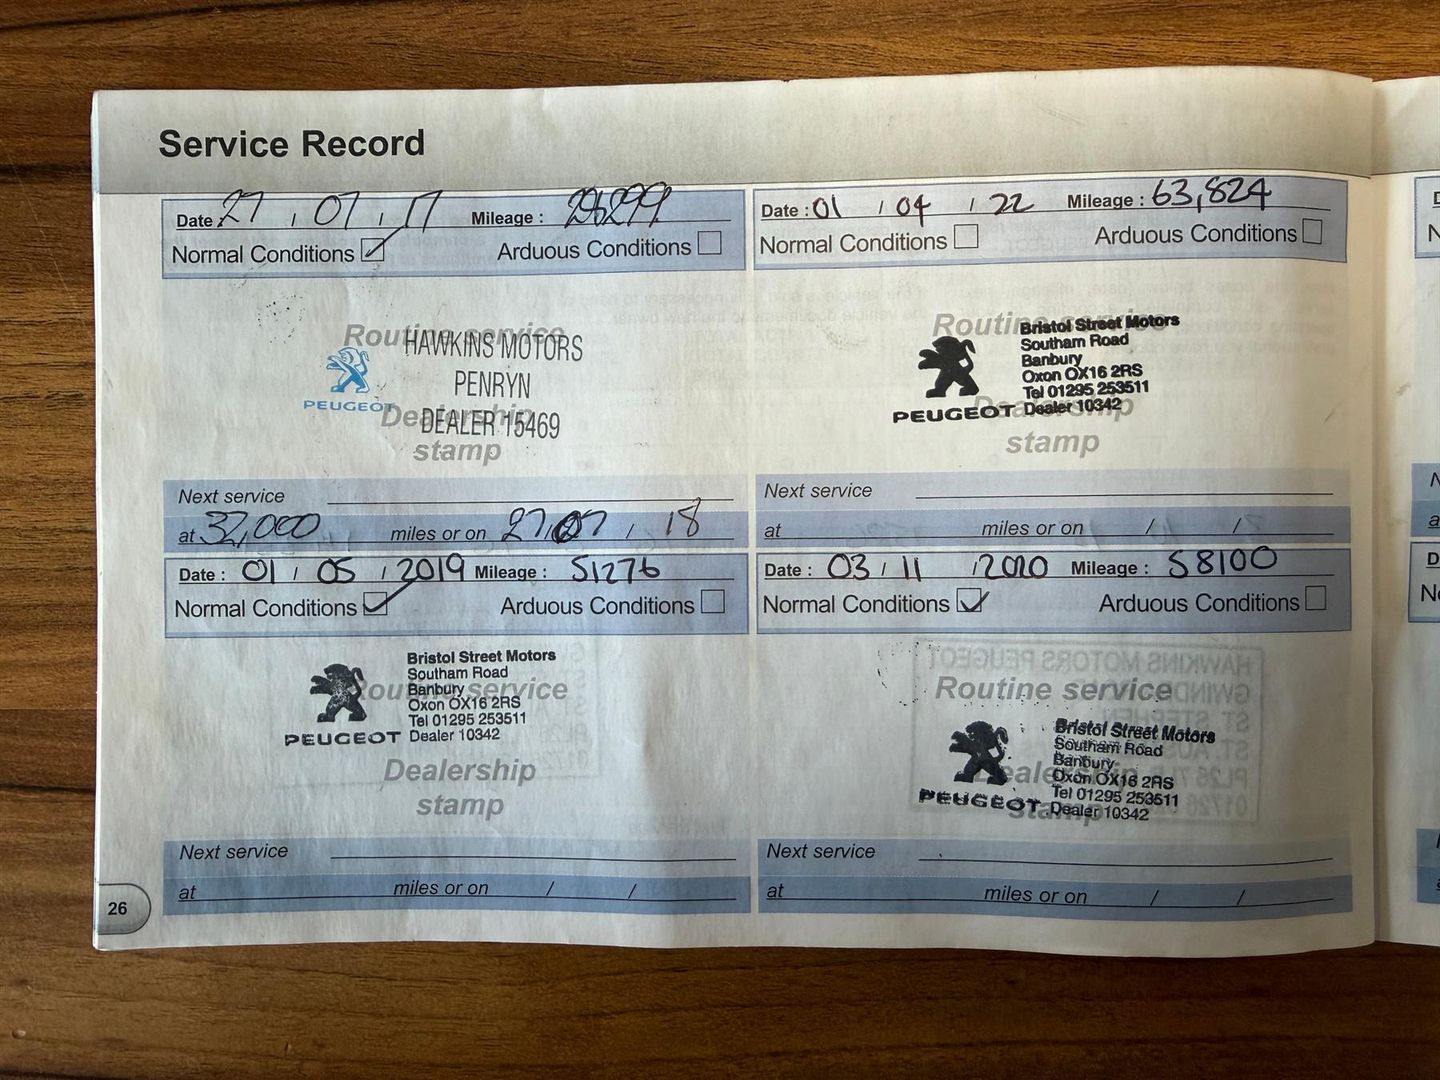 Service Record
Date 27 / 07 / 17 Mileage :
Normal Conditions Arduous Conditions
Routine service
HAWKINS MOTORS
PENRYN
PEUGEOT
Dealership
DEALER 15469
stamp
Next service
at 32,000 miles or on 27/07 / 18
Date : 01 / 04 / 22 Mileage : 63,824
Normal Conditions Arduous Conditions
Routine service
Bristol Street Motors
Southam Road
Banbury
Oxon OX16 2RS
Tel 01295 253511
PEUGEOT Dealer 10342
Dealership
stamp
Next service
at miles or on / /
Date : 01 / 05 / 2019 Mileage : 51276
Normal Conditions Arduous Conditions
Bristol Street Motors
Southam Road
Routine service
Banbury
Oxon OX16 2RS
Tel 01295 253511
PEUGEOT Dealer 10342
Dealership
stamp
Next service
at miles or on / /
Date : 03 / 11 / 2020 Mileage : 58100
Normal Conditions Arduous Conditions
Routine service
Bristol Street Motors
Southam Road
Banbury
Dealership
Oxon OX16 2RS
Tel 01295 253511
PEUGEOT Dealer 10342
stamp
Next service
at miles or on / /
26